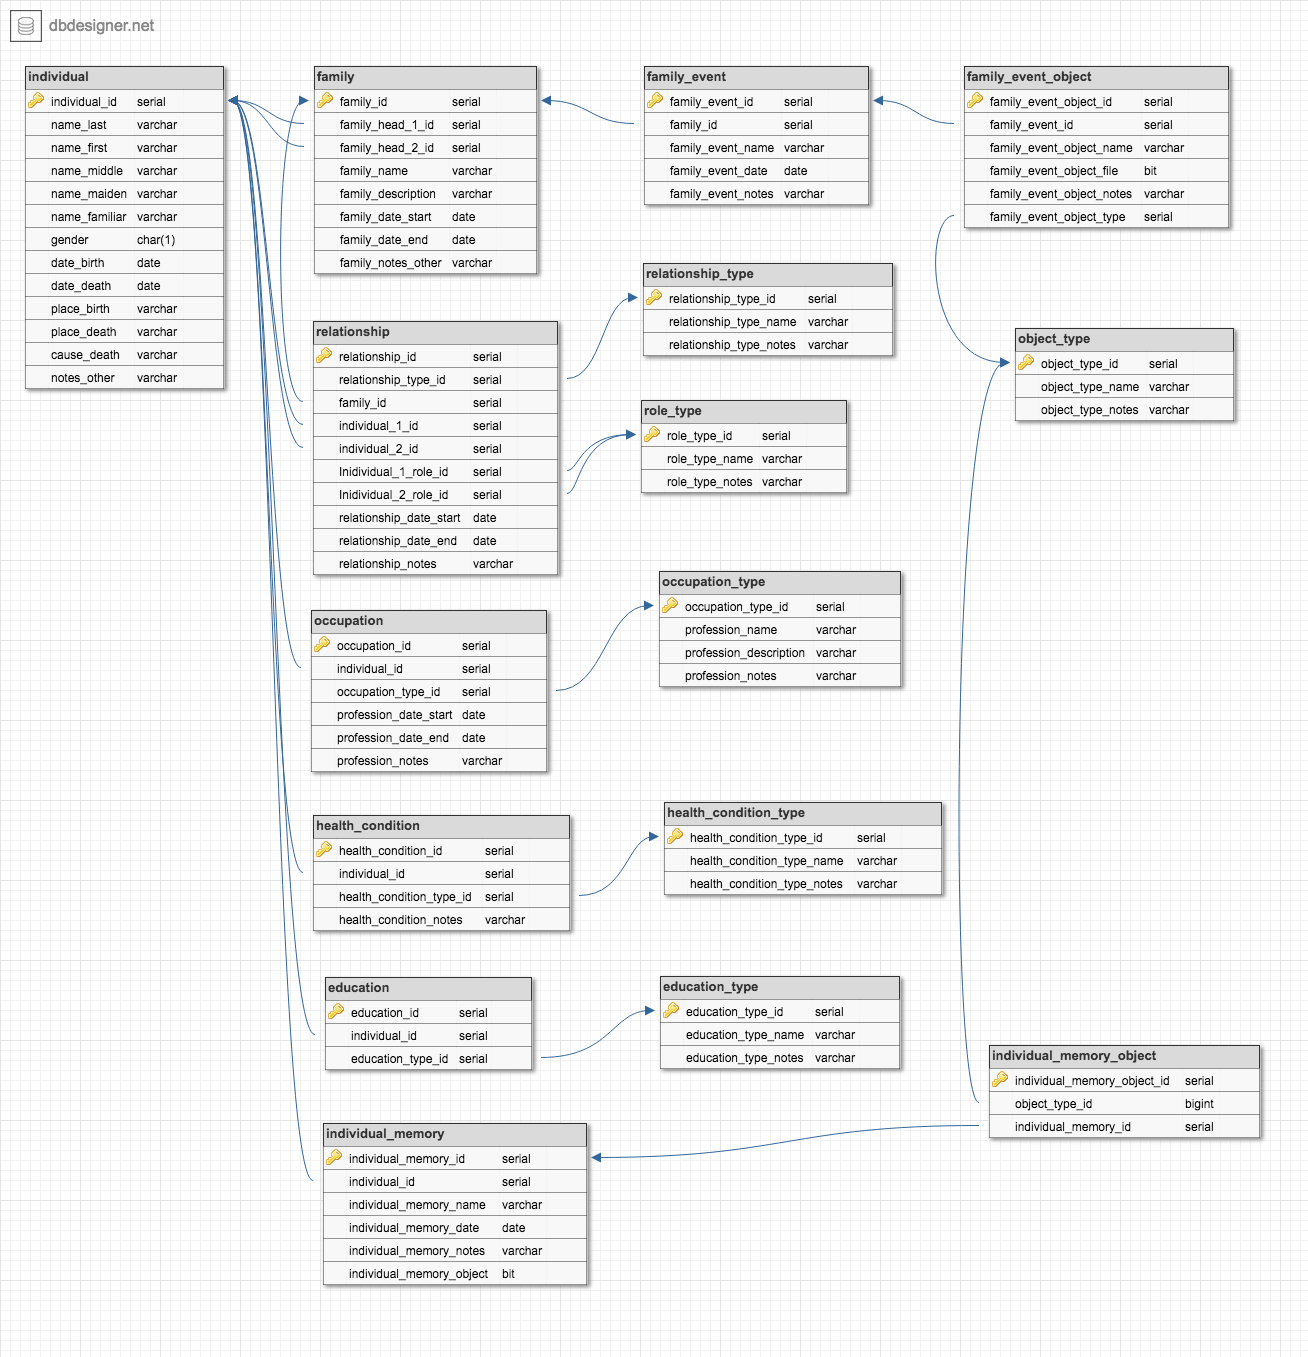 dbdesigner.net
individual
individual_id serial
name_last varchar
name_first varchar
name_middle varchar
name_maiden varchar
name_familiar varchar
gender char(1)
date_birth date
date_death date
place_birth varchar
place_death varchar
cause_death varchar
notes_other varchar
family
family_id serial
family_head_1_id serial
family_head_2_id serial
family_name varchar
family_description varchar
family_date_start date
family_date_end date
family_notes_other varchar
family_event
family_event_id serial
family_id serial
family_event_name varchar
family_event_date date
family_event_notes varchar
family_event_object
family_event_object_id serial
family_event_id serial
family_event_object_name varchar
family_event_object_file bit
family_event_object_notes varchar
family_event_object_type serial
relationship_type
relationship_type_id serial
relationship_type_name varchar
relationship_type_notes varchar
relationship
relationship_id serial
relationship_type_id serial
family_id serial
individual_1_id serial
individual_2_id serial
Inidividual_1_role_id serial
Inidividual_2_role_id serial
relationship_date_start date
relationship_date_end date
relationship_notes varchar
object_type
object_type_id serial
object_type_name varchar
object_type_notes varchar
role_type
role_type_id serial
role_type_name varchar
role_type_notes varchar
occupation_type
occupation_type_id serial
profession_name varchar
profession_description varchar
profession_notes varchar
occupation
occupation_id serial
individual_id serial
occupation_type_id serial
profession_date_start date
profession_date_end date
profession_notes varchar
health_condition_type
health_condition_type_id serial
health_condition_type_name varchar
health_condition_type_notes varchar
health_condition
health_condition_id serial
individual_id serial
health_condition_type_id serial
health_condition_notes varchar
education
education_id serial
individual_id serial
education_type_id serial
education_type
education_type_id serial
education_type_name varchar
education_type_notes varchar
individual_memory_object
individual_memory_object_id serial
object_type_id bigint
individual_memory_id serial
individual_memory
individual_memory_id serial
individual_id serial
individual_memory_name varchar
individual_memory_date date
individual_memory_notes varchar
individual_memory_object bit